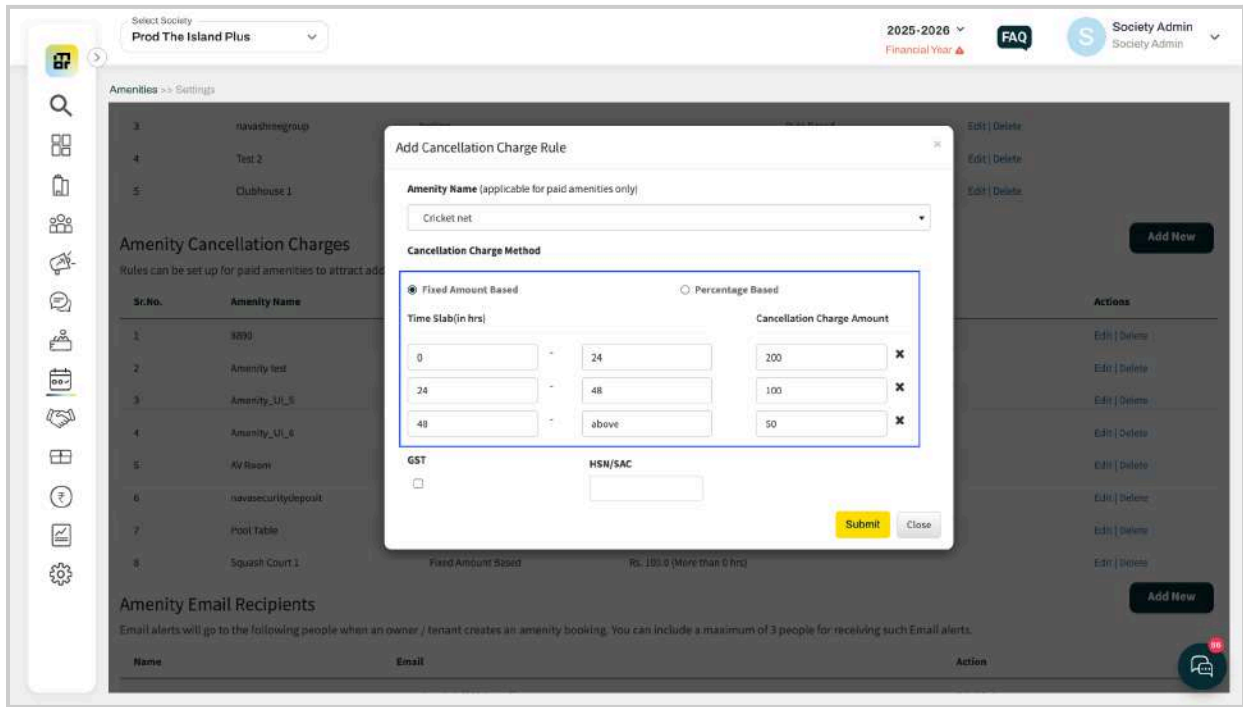 Select Society
Prod The Island Plus
2025-2026
Financial Year
FAQ
S
Society Admin
Society Admin
Amenities >> Settings
3 navashreegroup Edit | Delete
4 Test 2 Edit | Delete
5 Clubhouse 1 Edit | Delete
Add New
Amenity Cancellation Charges
Rules can be set up for paid amenities to attract add
Sr.No. Amenity Name Actions
1 Edit | Delete
2 Amenity test Edit | Delete
3 Amenity_UI_5 Edit | Delete
4 Amenity_UI_6 Edit | Delete
5 AV Room Edit | Delete
6 navasecuritydeposit Edit | Delete
7 Pool Table Edit | Delete
8 Squash Court 1 Fixed Amount Based Rs. 100.0 (More than 0 hrs) Edit | Delete
Add Cancellation Charge Rule
×
Amenity Name (applicable for paid amenities only)
Cricket net
Cancellation Charge Method
Fixed Amount Based Percentage Based
Time Slab(in hrs) Cancellation Charge Amount
0 - 24 200
24 - 48 100
48 - above 50
GST HSN/SAC
Submit Close
Amenity Email Recipients
Add New
Email alerts will go to the following people when an owner / tenant creates an amenity booking. You can include a maximum of 3 people for receiving such Email alerts.
Name Email Action